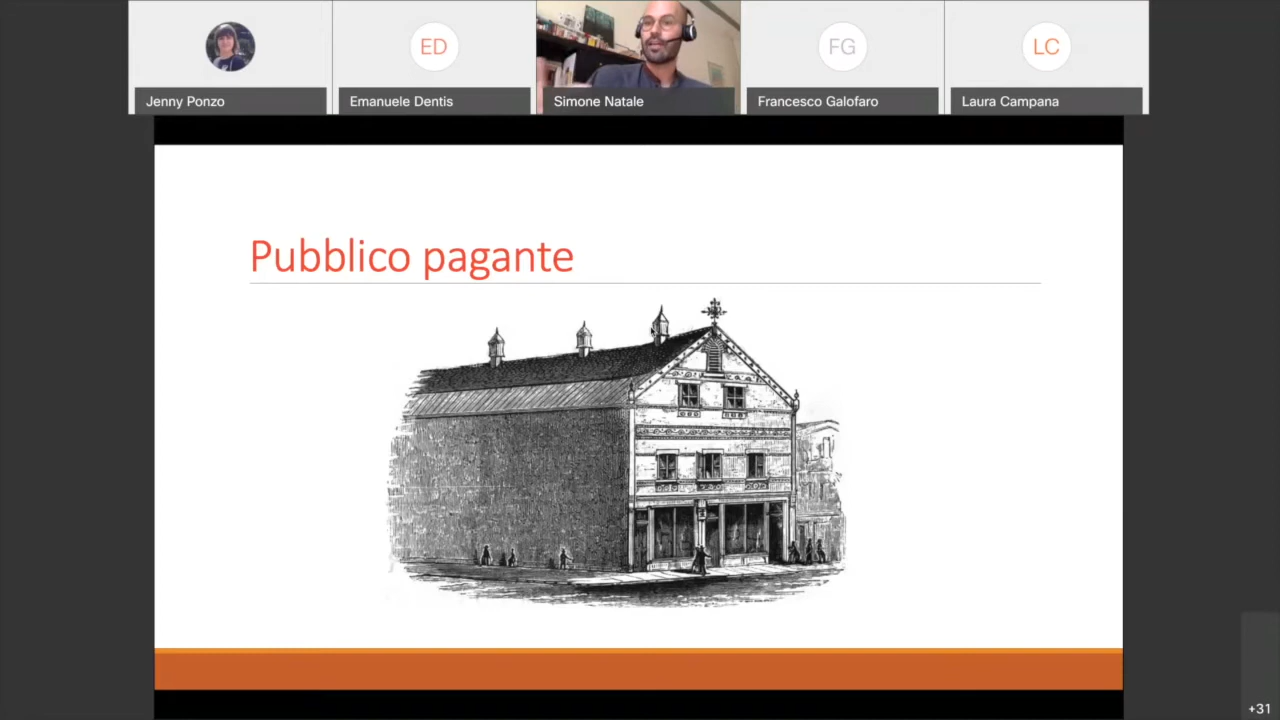 ED
FG
LC
Jenny Ponzo
Emanuele Dentis
Simone Natale
Francesco Galofaro
Laura Campana
Pubblico pagante
+31